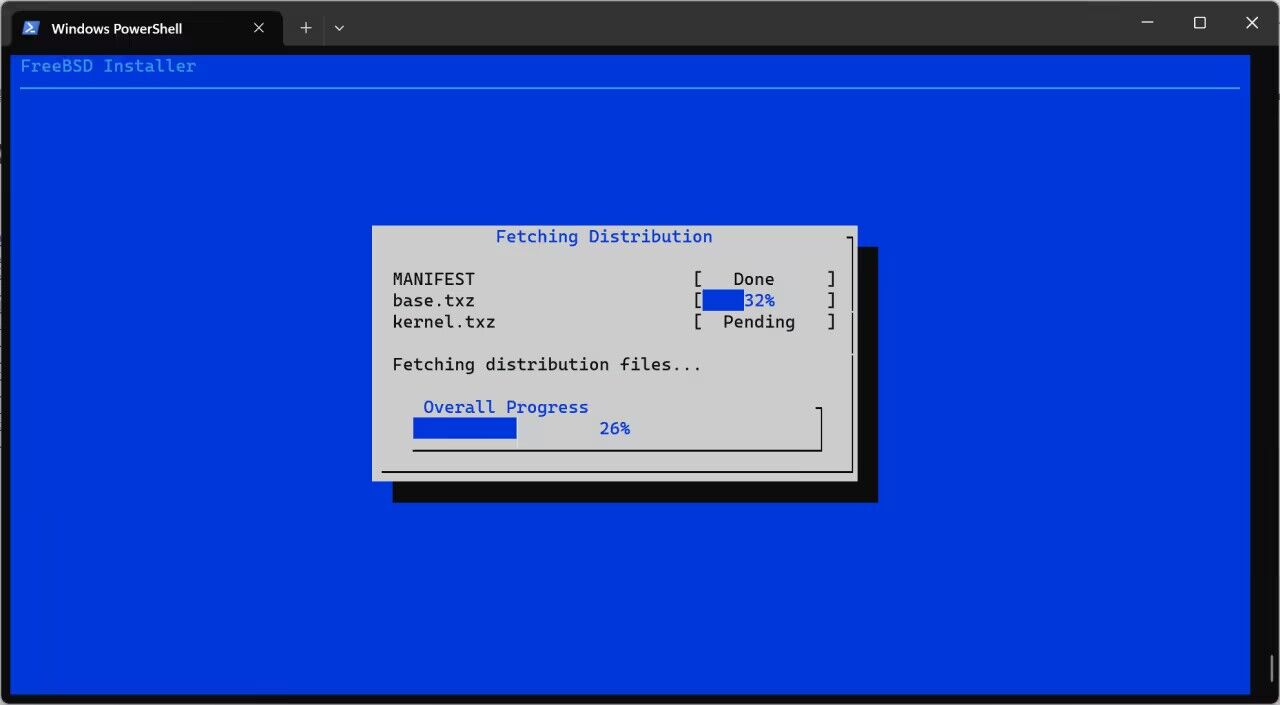 Windows PowerShell
FreeBSD Installer
Fetching Distribution
MANIFEST [ Done ]
base.txz [ 32% ]
kernel.txz [ Pending ]
Fetching distribution files...
Overall Progress
26%